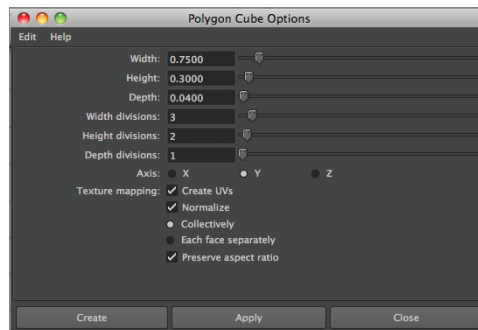 Polygon Cube Options
Edit Help
Width: 0.7500
Height: 0.3000
Depth: 0.0400
Width divisions: 3
Height divisions: 2
Depth divisions: 1
Axis: X Y Z
Texture mapping: Create UVs
Normalize
Collectively
Each face separately
Preserve aspect ratio
Create Apply Close